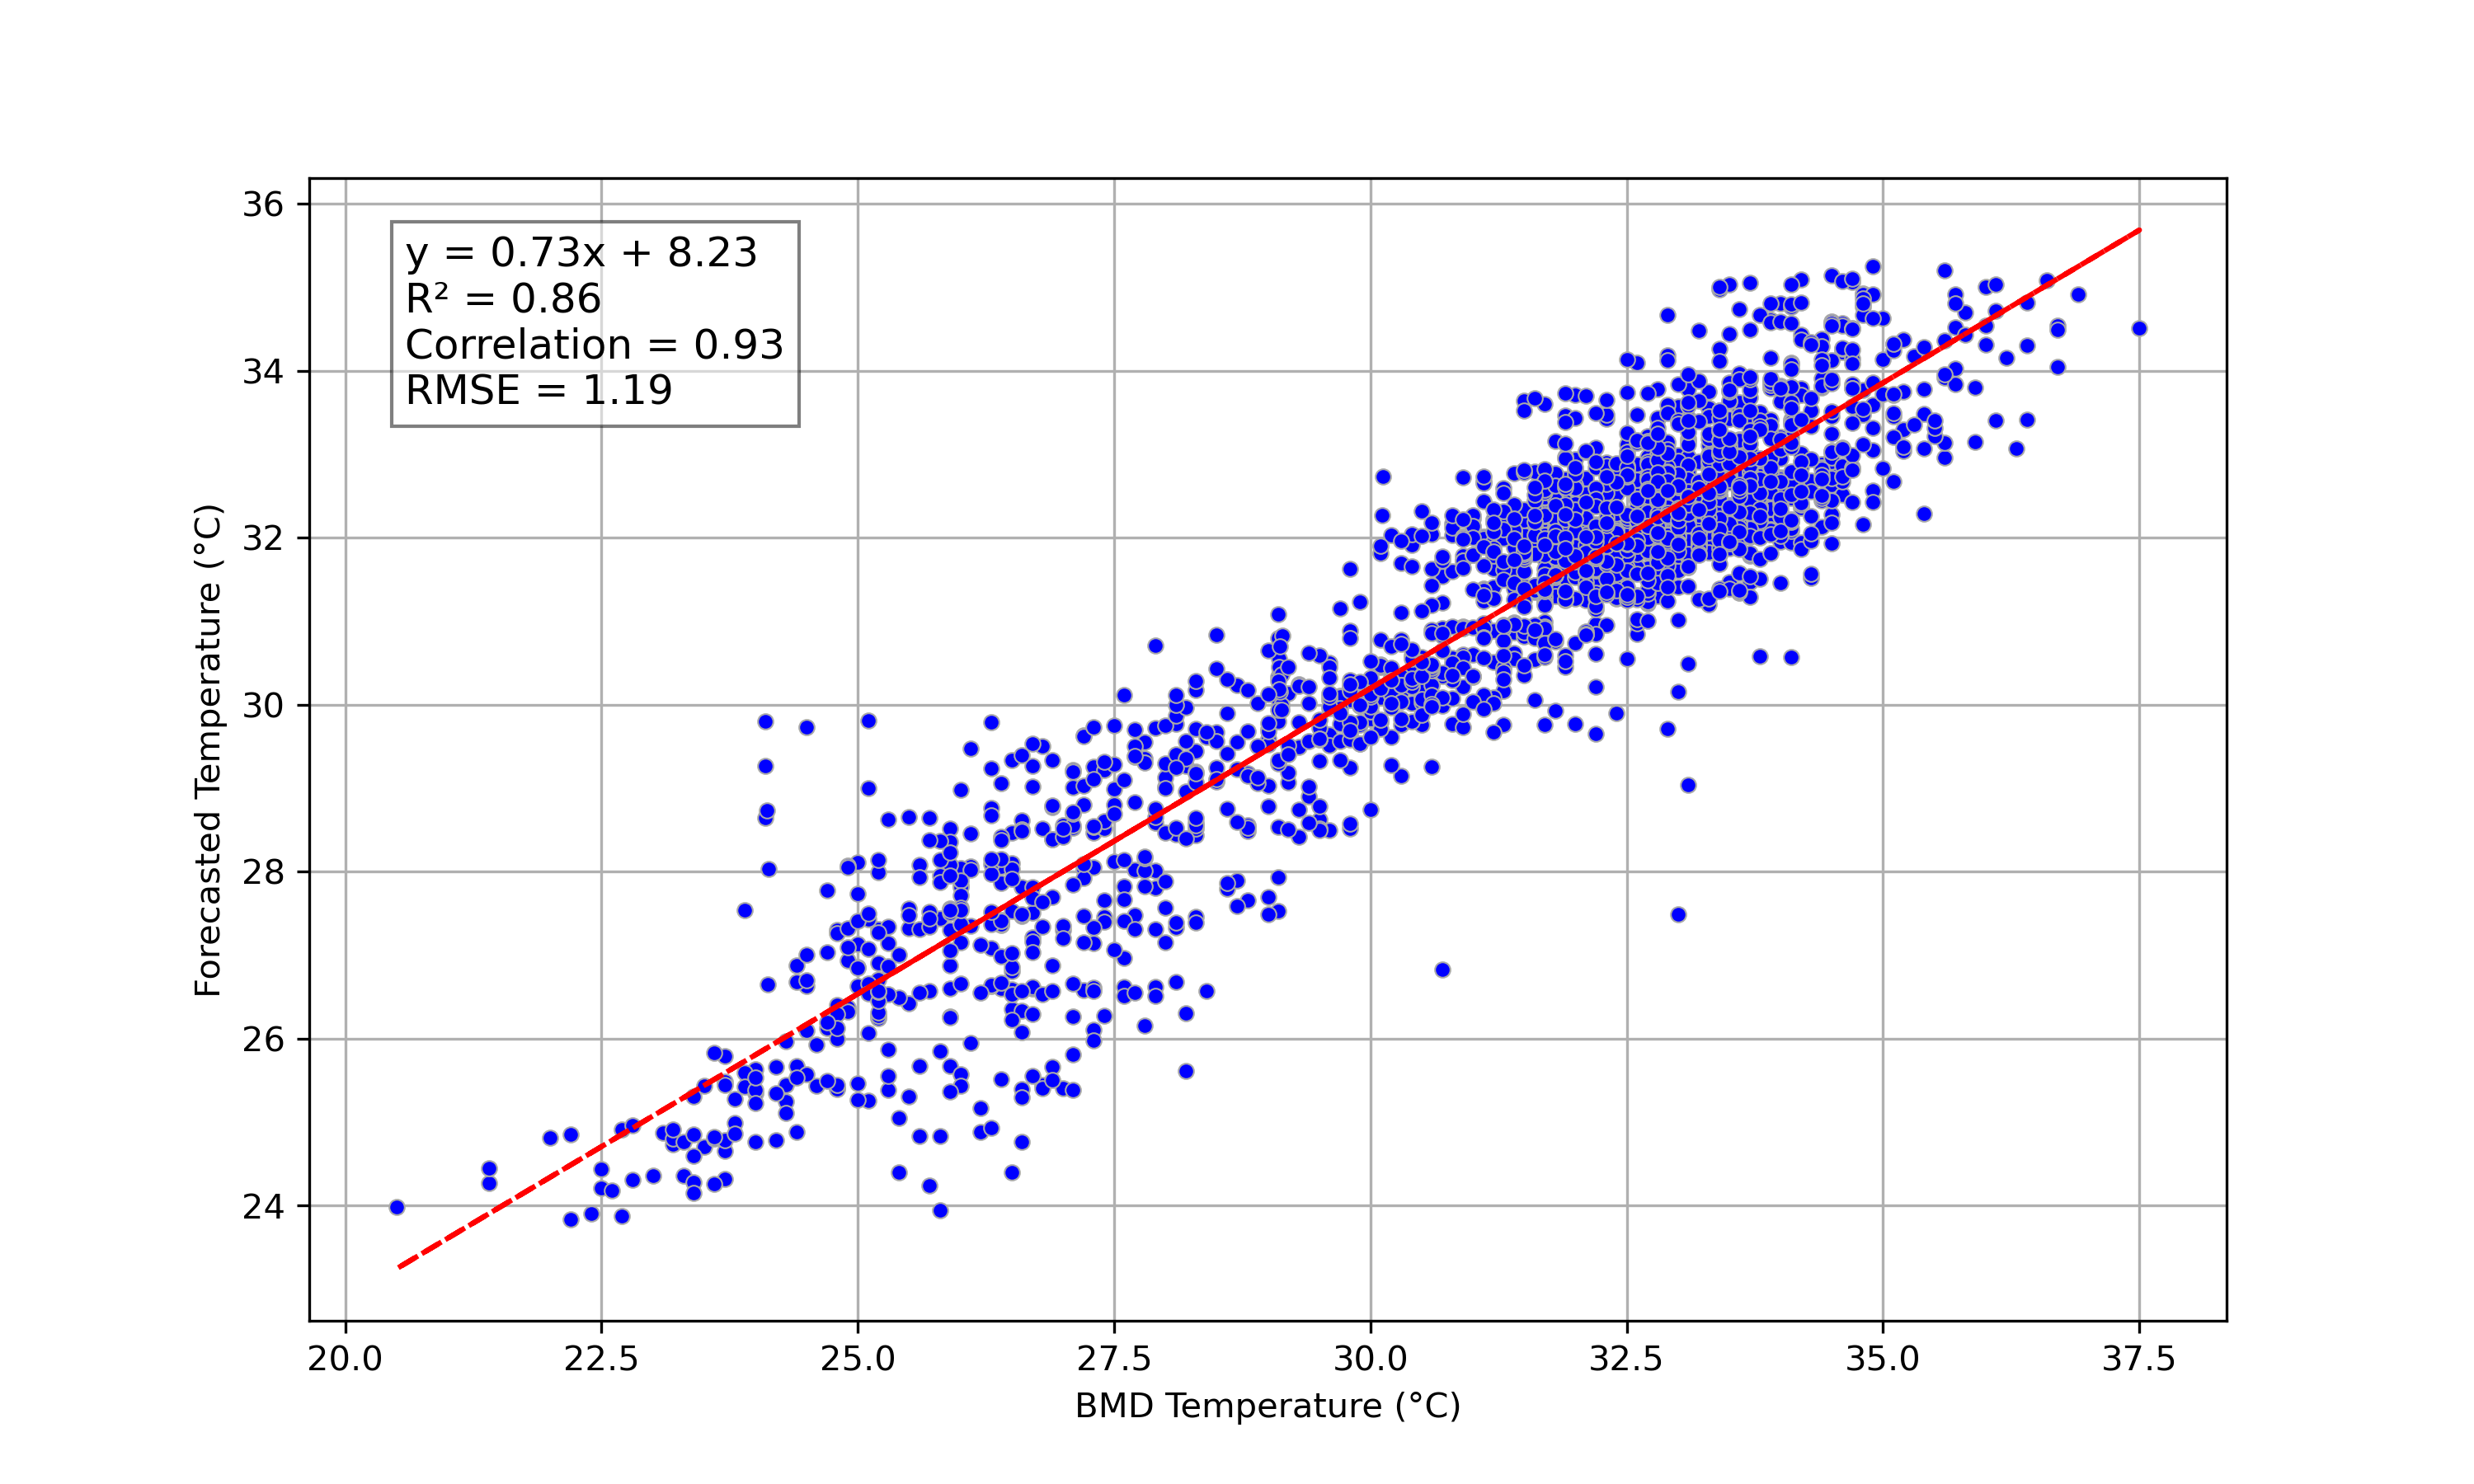 y = 0.73x + 8.23
R² = 0.86
Correlation = 0.93
RMSE = 1.19
36
34
32
30
28
26
24
Forecasted Temperature (°C)
20.0 22.5 25.0 27.5 30.0 32.5 35.0 37.5
BMD Temperature (°C)